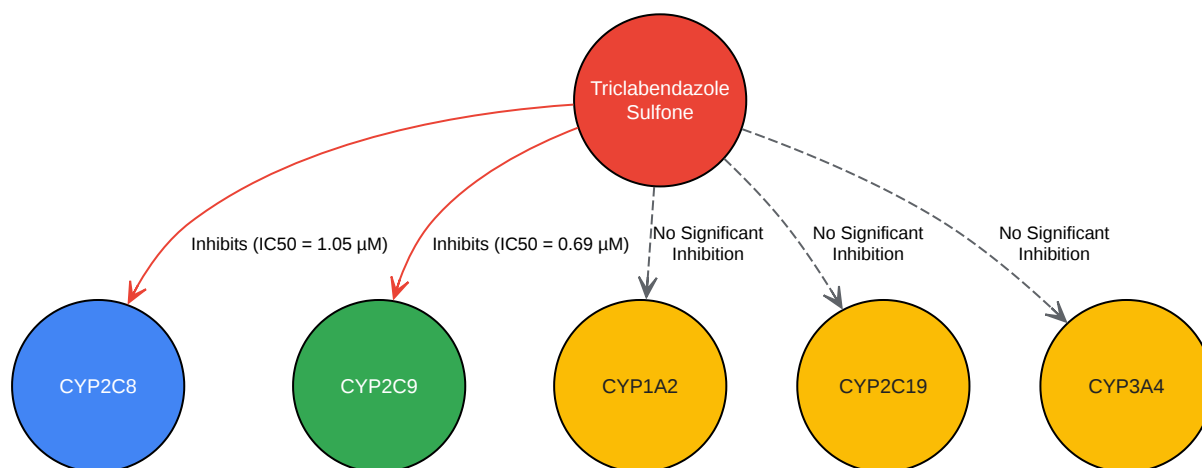 Triclabendazole
Sulfone
Inhibits (IC50 = 1.05 µM)
Inhibits (IC50 = 0.69 µM)
No Significant
Inhibition
No Significant
Inhibition
No Significant
Inhibition
CYP2C8
CYP2C9
CYP1A2
CYP2C19
CYP3A4